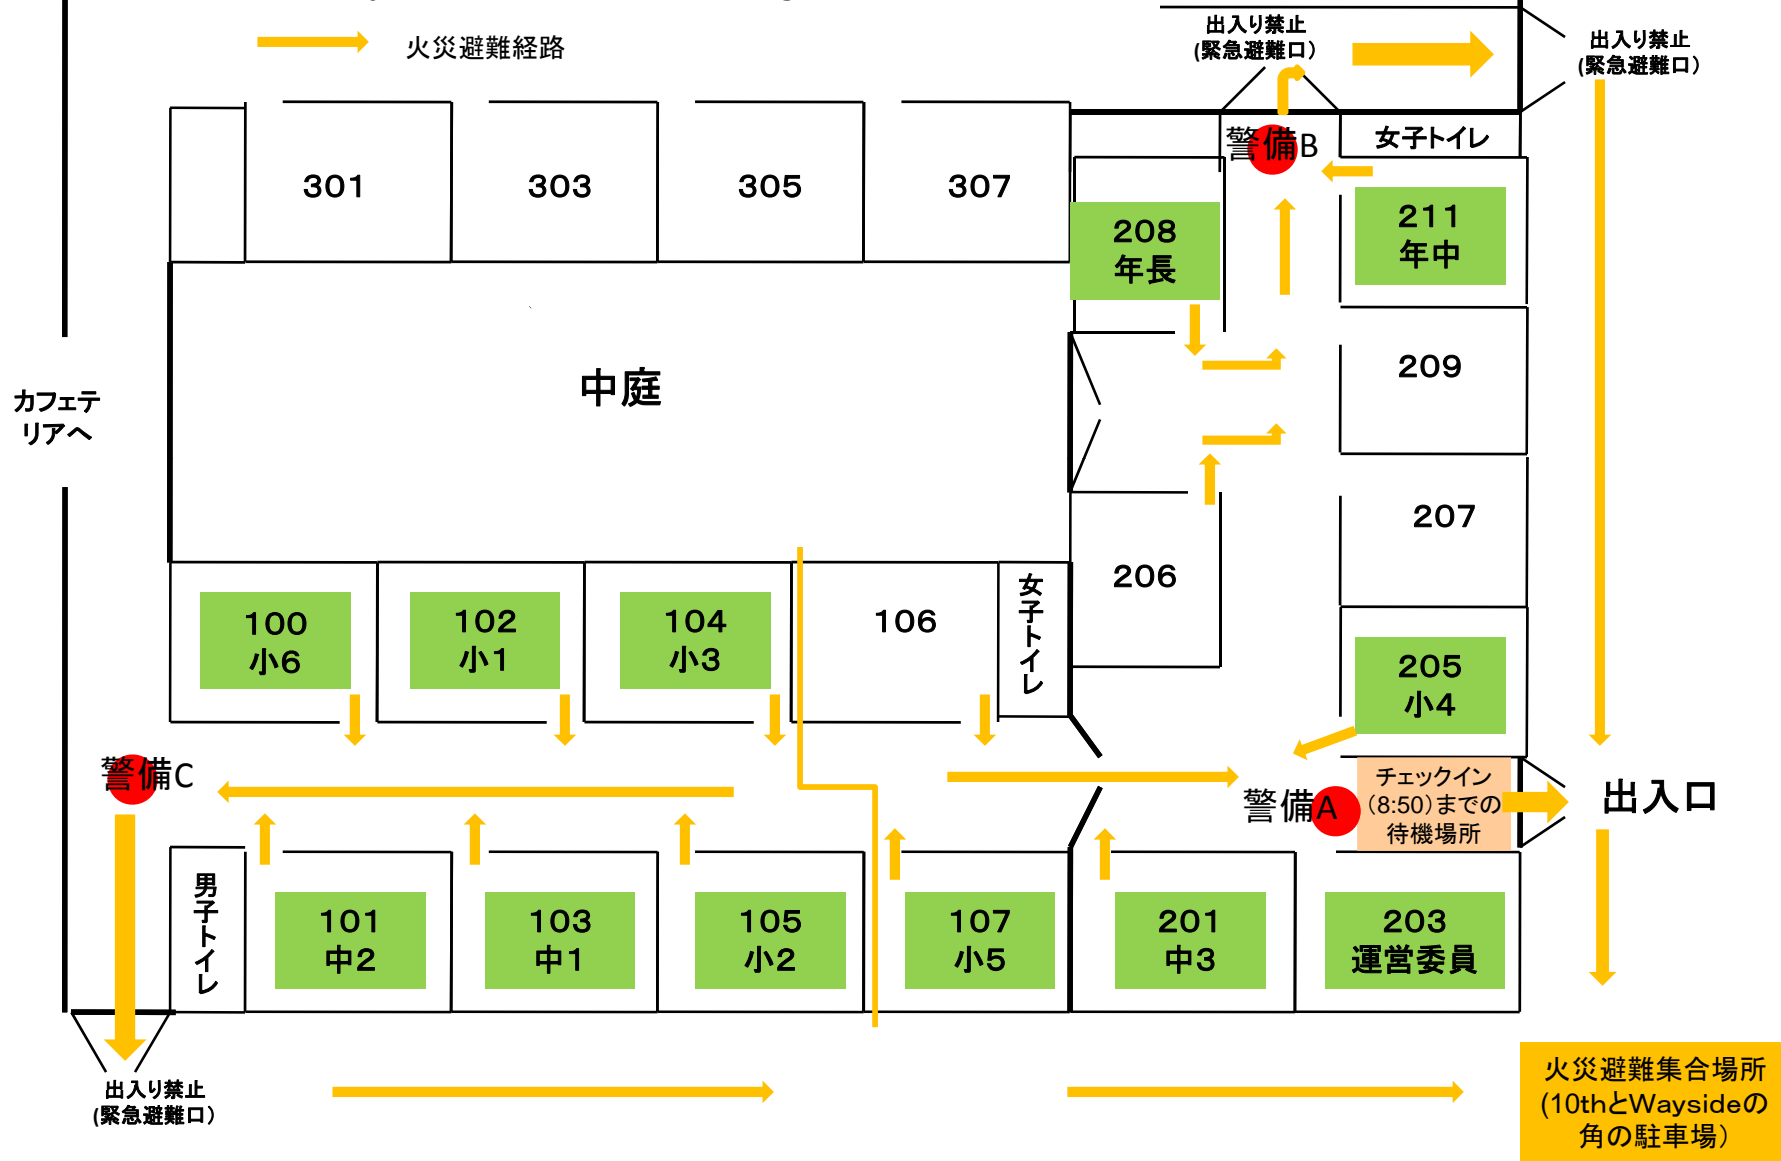 火災避難経路
出入り禁止
(緊急避難口)
出入り禁止
(緊急避難口)
警備B
女子トイレ
301
303
305
307
208
年長
211
年中
209
中庭
カフェテ
リアへ
207
206
女子トイレ
100
小6
102
小1
104
小3
106
205
小4
警備C
警備A
チェックイン
(8:50)までの
待機場所
出入口
男子トイレ
101
中2
103
中1
105
小2
107
小5
201
中3
203
運営委員
出入り禁止
(緊急避難口)
火災避難集合場所
(10thとWaysideの
角の駐車場)